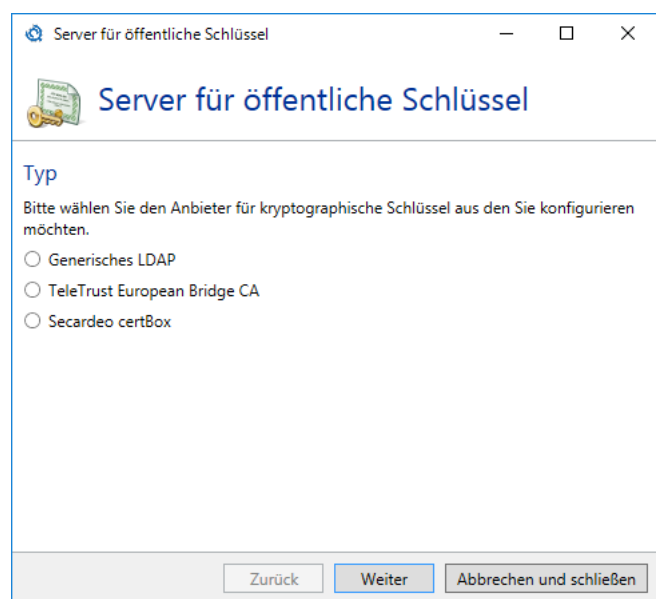 Server für öffentliche Schlüssel
Server für öffentliche Schlüssel
Typ
Bitte wählen Sie den Anbieter für kryptographische Schlüssel aus den Sie konfigurieren
möchten.
Generisches LDAP
TeleTrust European Bridge CA
Secardeo certBox
Zurück Weiter Abbrechen und schließen